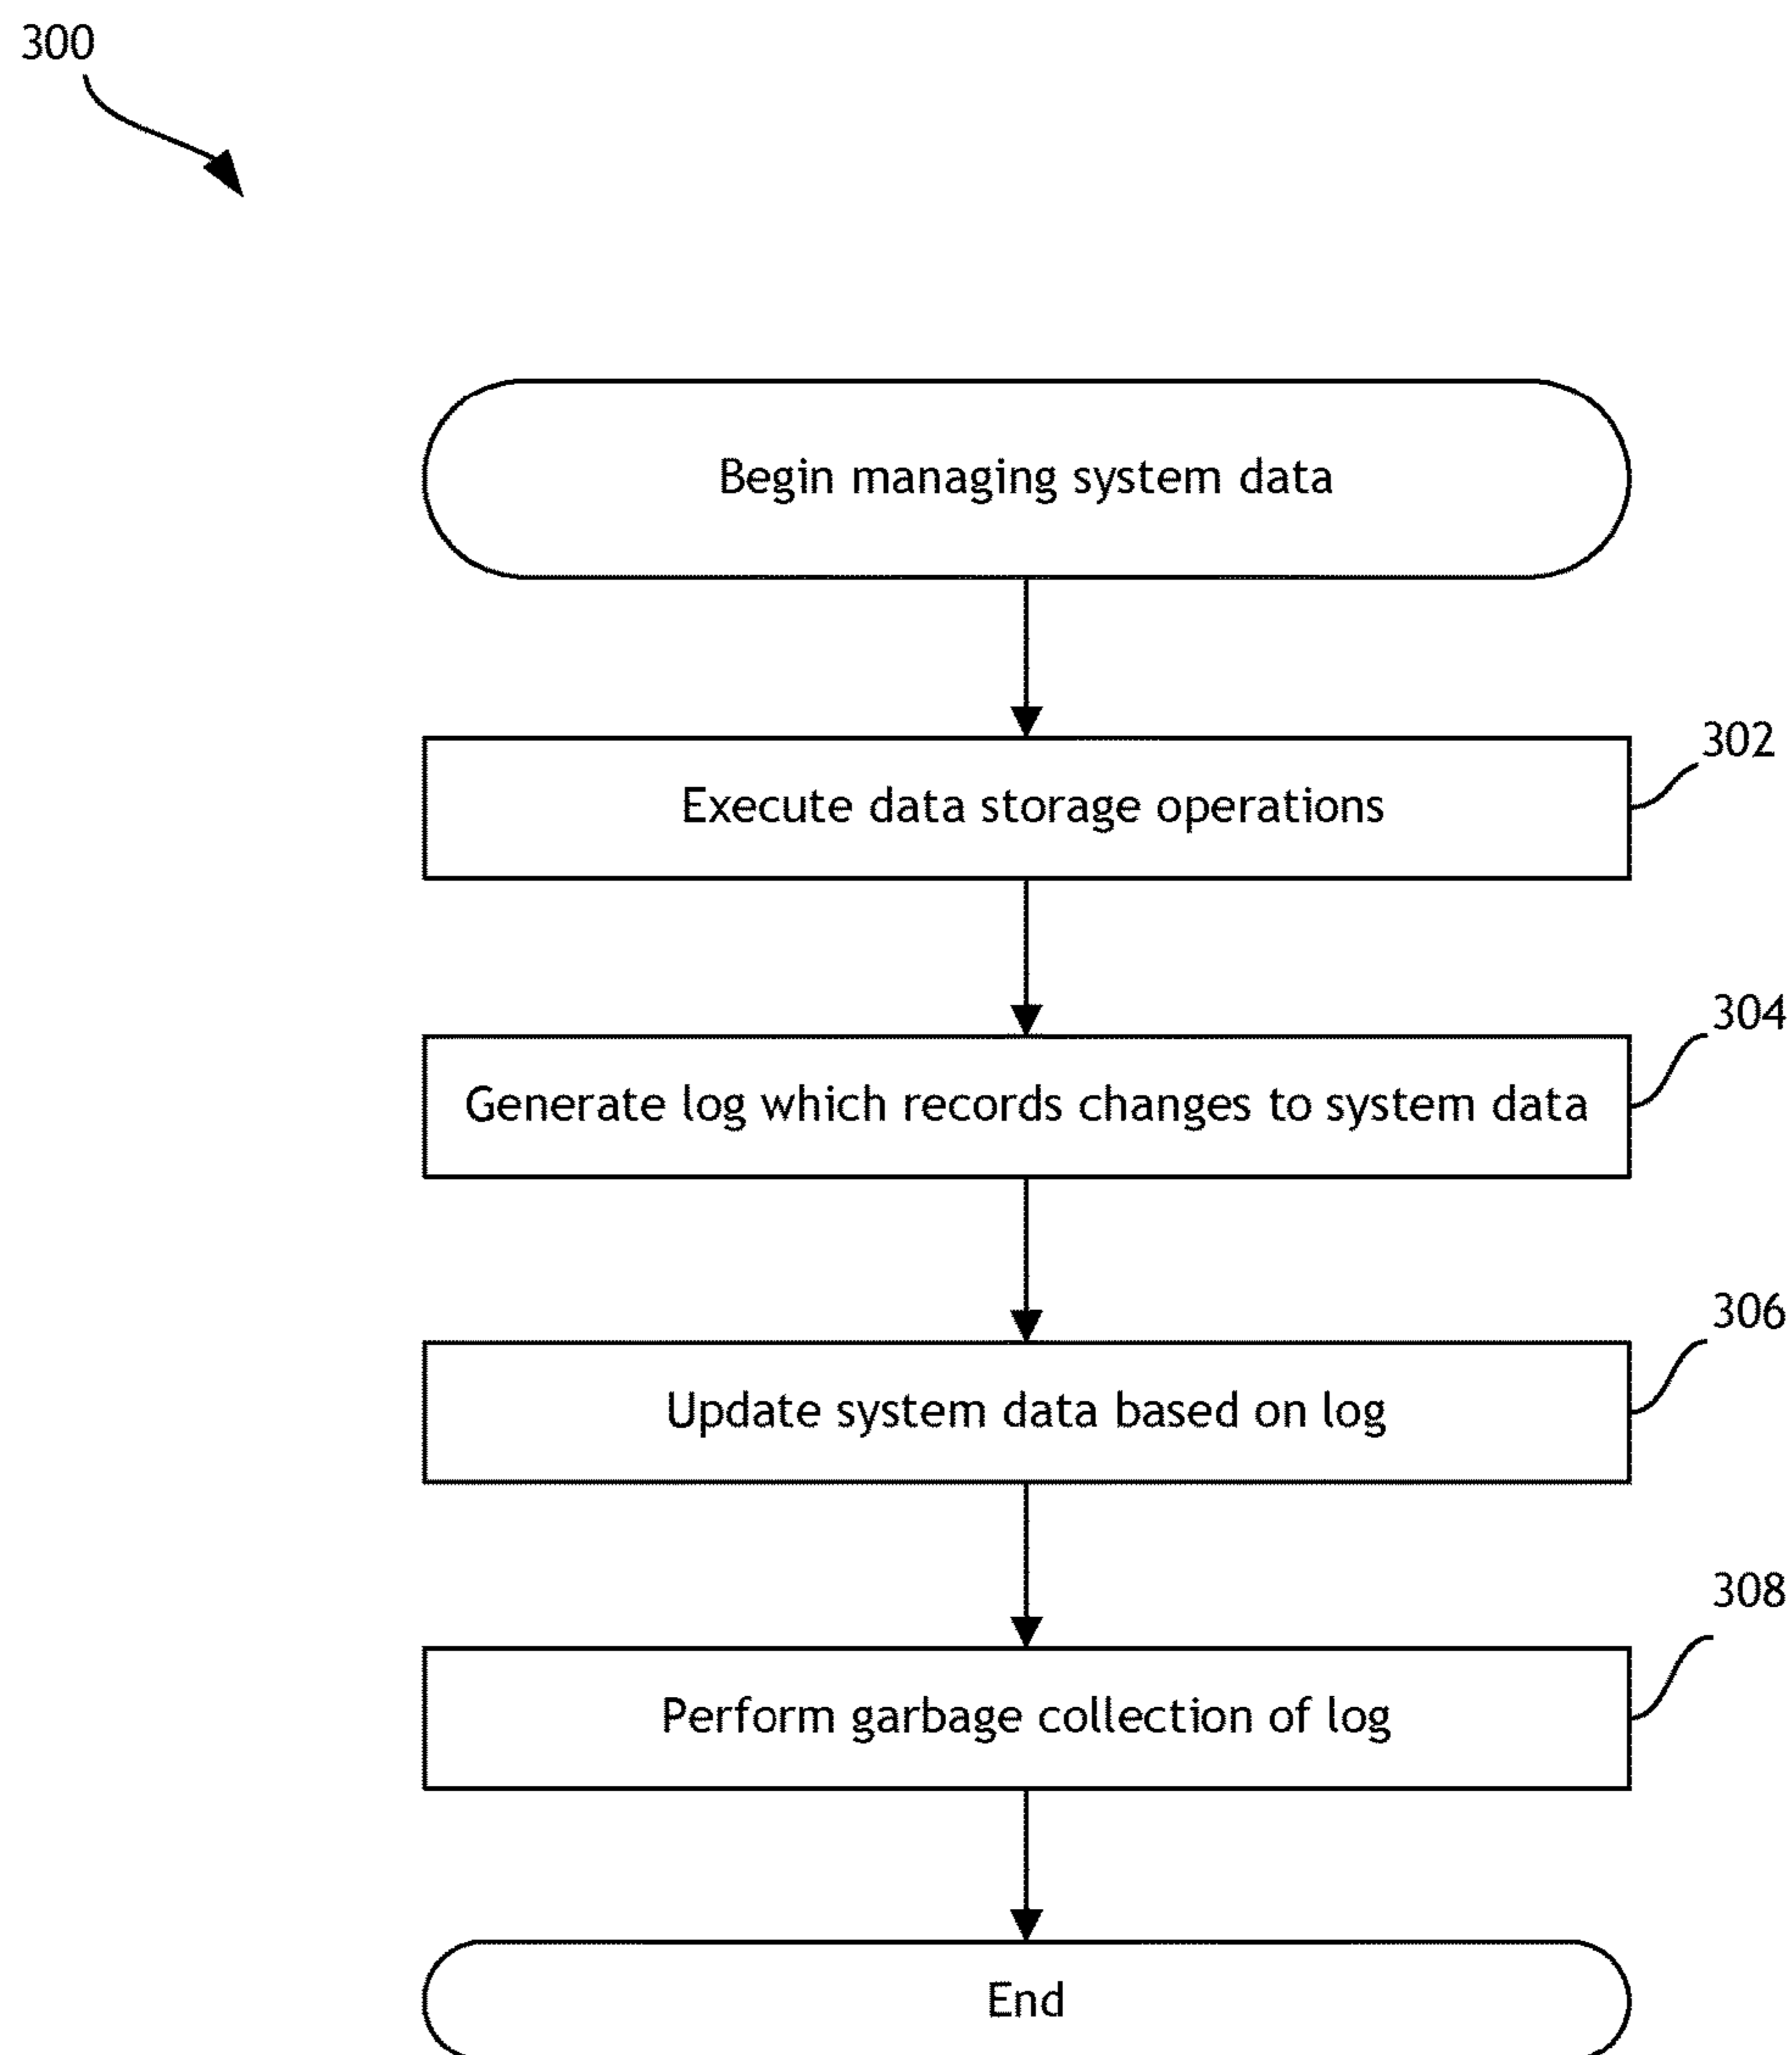 300
Begin managing system data
302
Execute data storage operations
304
Generate log which records changes to system data
306
Update system data based on log
308
Perform garbage collection of log
End